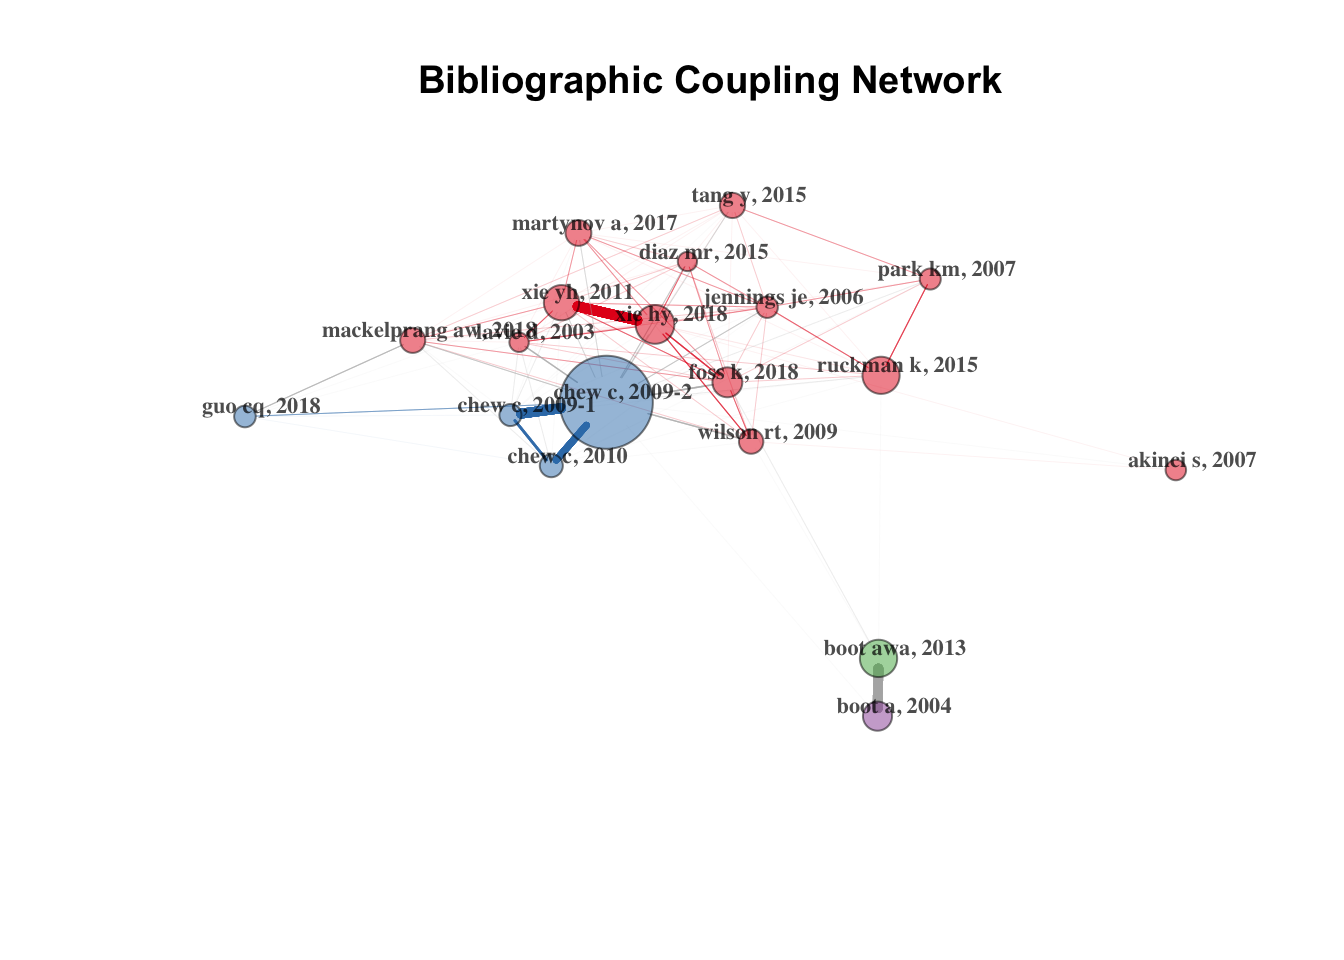 Bibliographic Coupling Network
tang y, 2015
martynov a, 2017
diaz mr, 2015
park km, 2007
xie yh, 2011
jennings je, 2006
xie hy, 2018
mackelprang aw, 2018
lavie d, 2003
foss k, 2018
ruckman k, 2015
chew c, 2009-2
guo cq, 2018
chew c, 2009-1
wilson rt, 2009
chew c, 2010
akinci s, 2007
boot awa, 2013
boot a, 2004